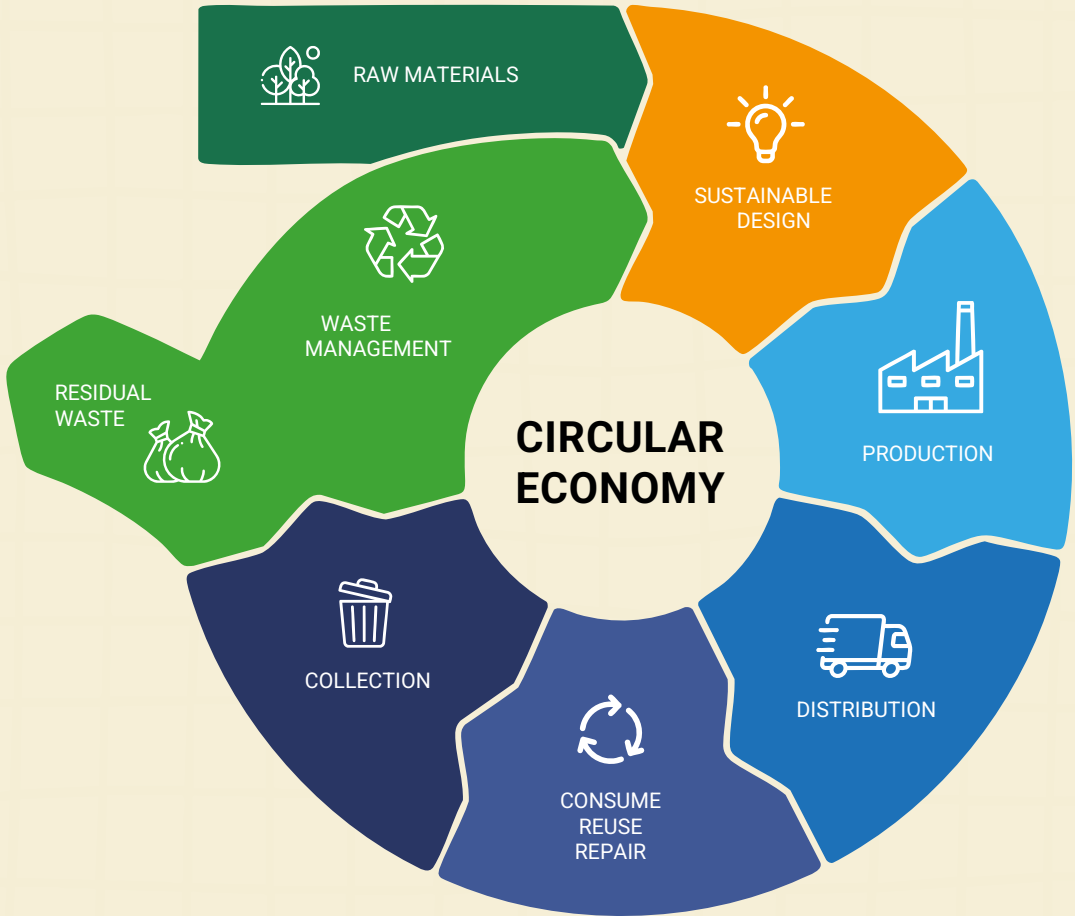 RAW MATERIALS
SUSTAINABLE
DESIGN
PRODUCTION
DISTRIBUTION
CONSUME
REUSE
REPAIR
COLLECTION
WASTE
MANAGEMENT
RESIDUAL
WASTE
CIRCULAR
ECONOMY